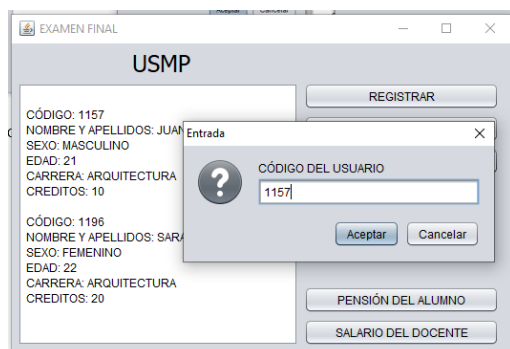 Aceptar Cancelar
EXAMEN FINAL
USMP
CÓDIGO: 1157
NOMBRE Y APELLIDOS: JUAN
SEXO: MASCULINO
EDAD: 21
CARRERA: ARQUITECTURA
CREDITOS: 10
CÓDIGO: 1196
NOMBRE Y APELLIDOS: SARA
SEXO: FEMENINO
EDAD: 22
CARRERA: ARQUITECTURA
CREDITOS: 20
REGISTRAR
Entrada
CÓDIGO DEL USUARIO
1157
Aceptar Cancelar
PENSIÓN DEL ALUMNO
SALARIO DEL DOCENTE